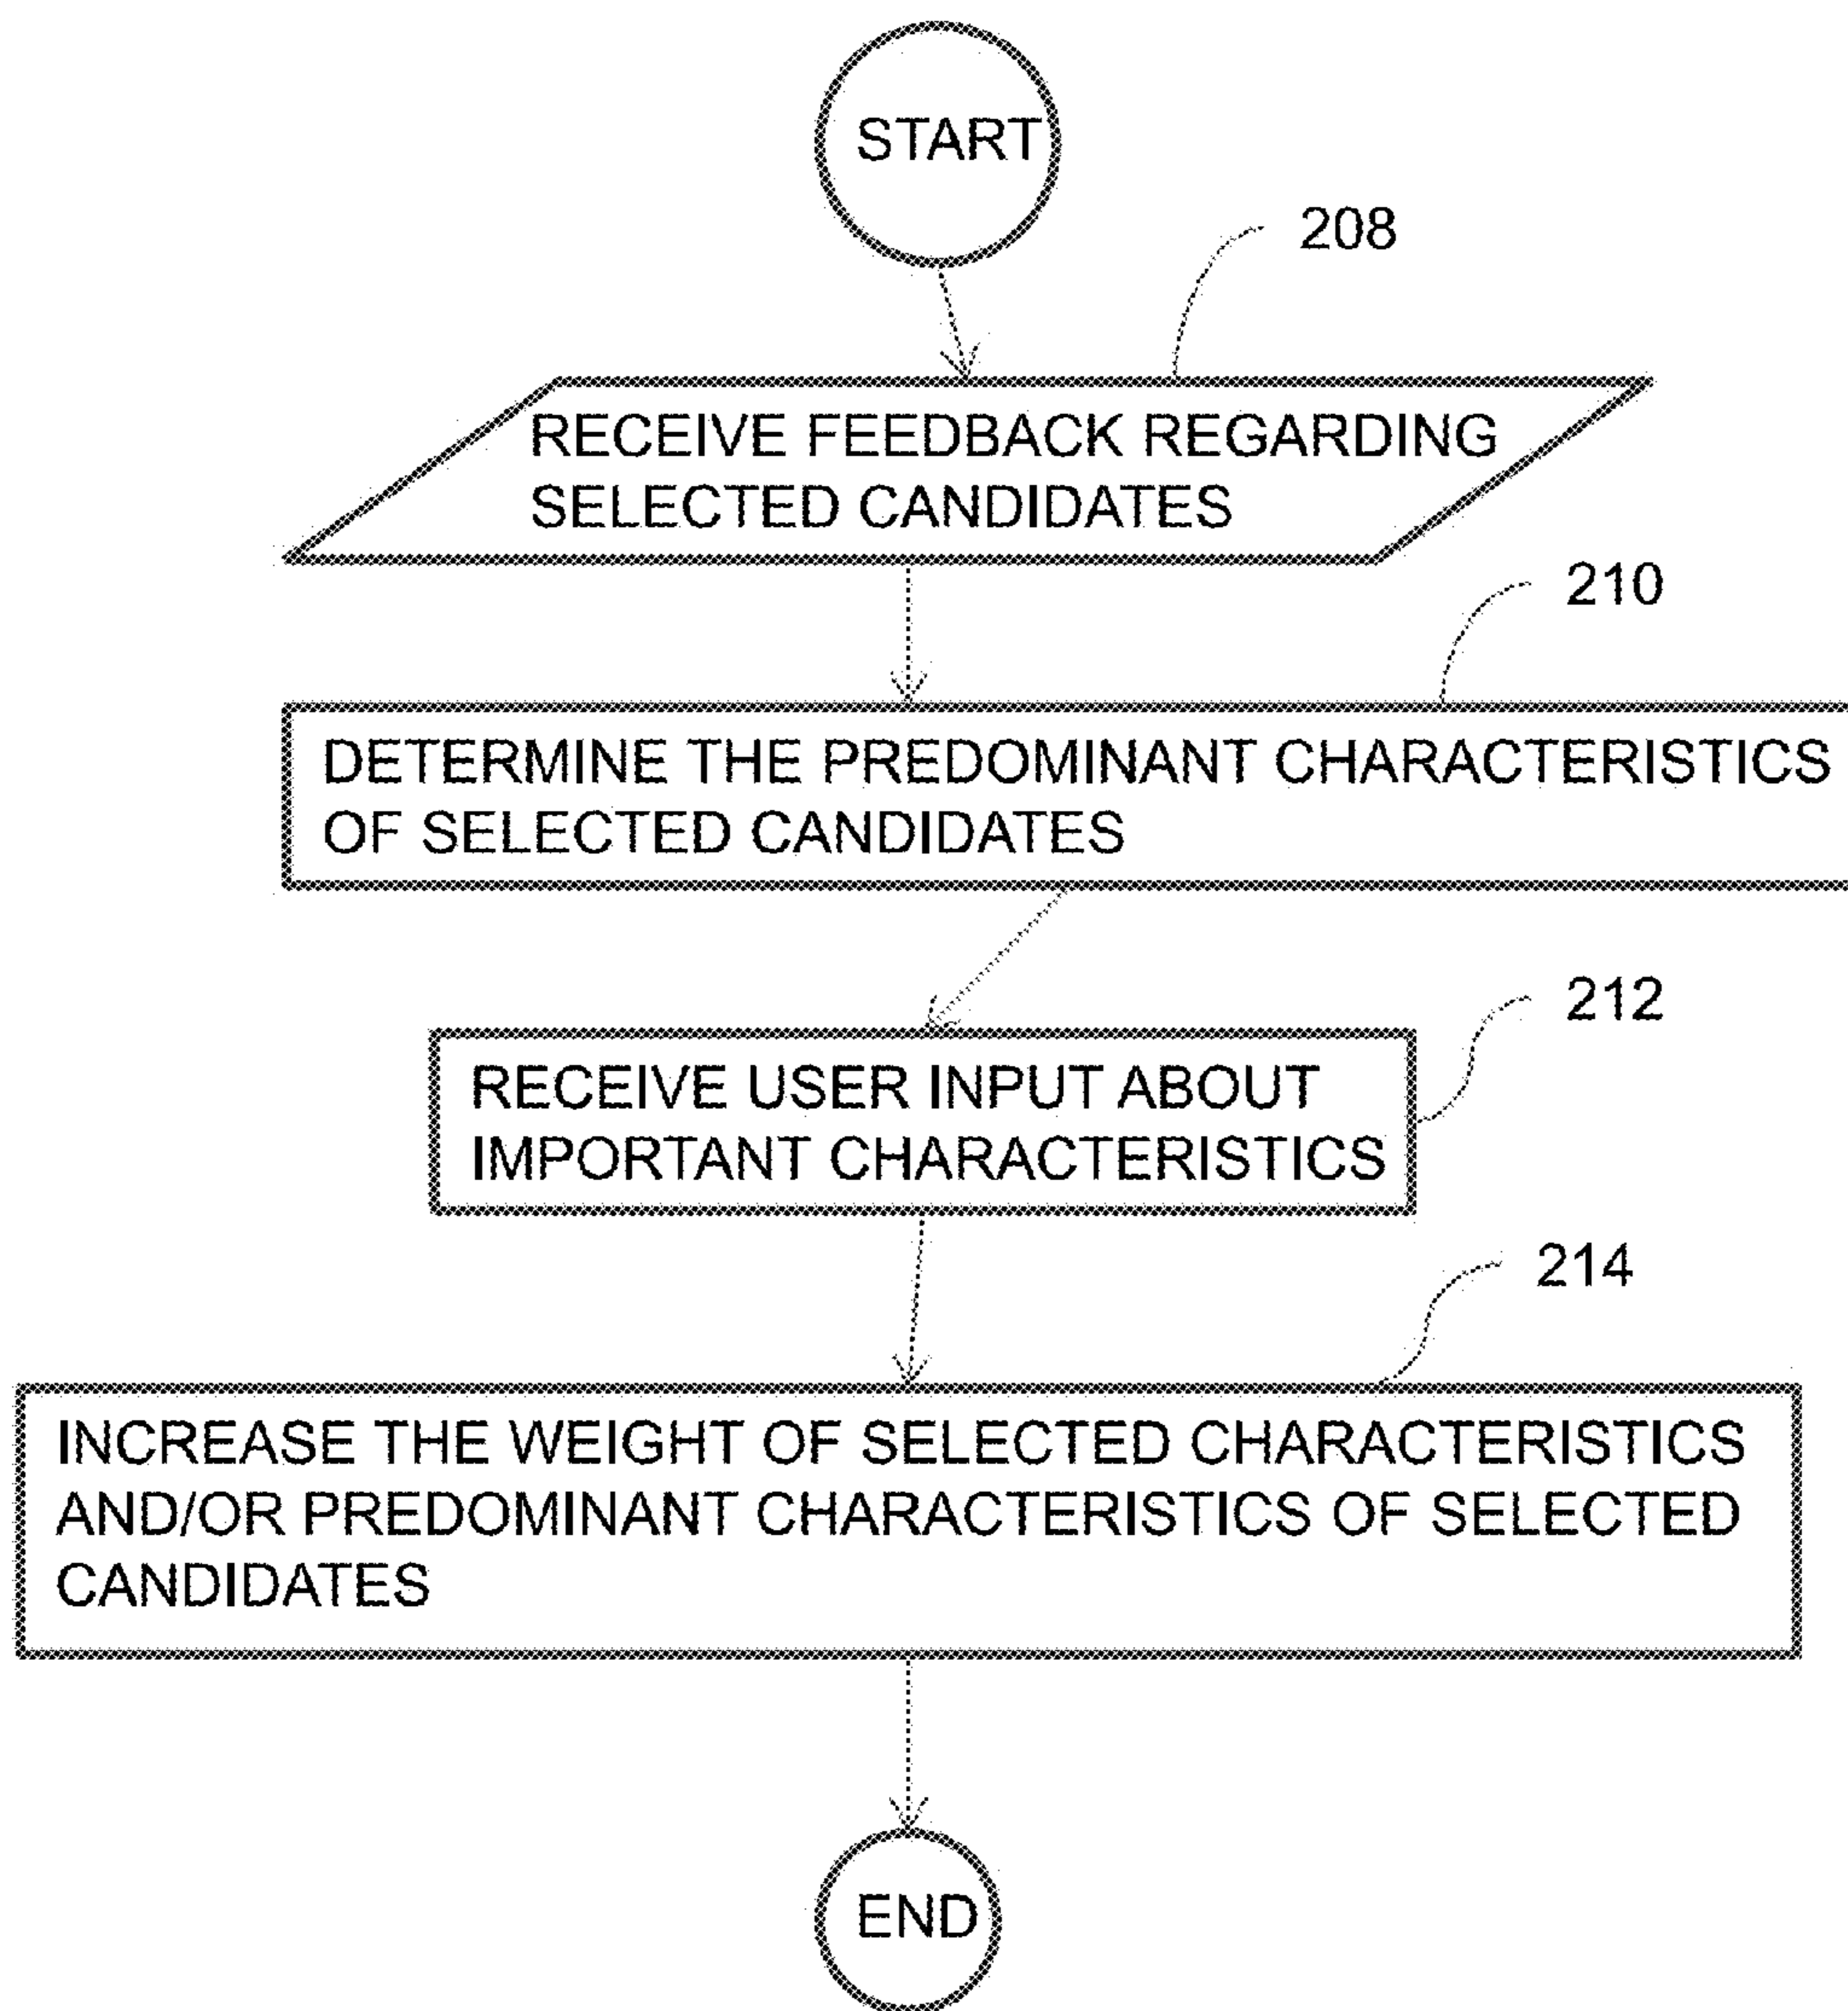 START
208
RECEIVE FEEDBACK REGARDING
SELECTED CANDIDATES
210
DETERMINE THE PREDOMINANT CHARACTERISTICS
OF SELECTED CANDIDATES
212
RECEIVE USER INPUT ABOUT
IMPORTANT CHARACTERISTICS
214
INCREASE THE WEIGHT OF SELECTED CHARACTERISTICS
AND/OR PREDOMINANT CHARACTERISTICS OF SELECTED
CANDIDATES
END